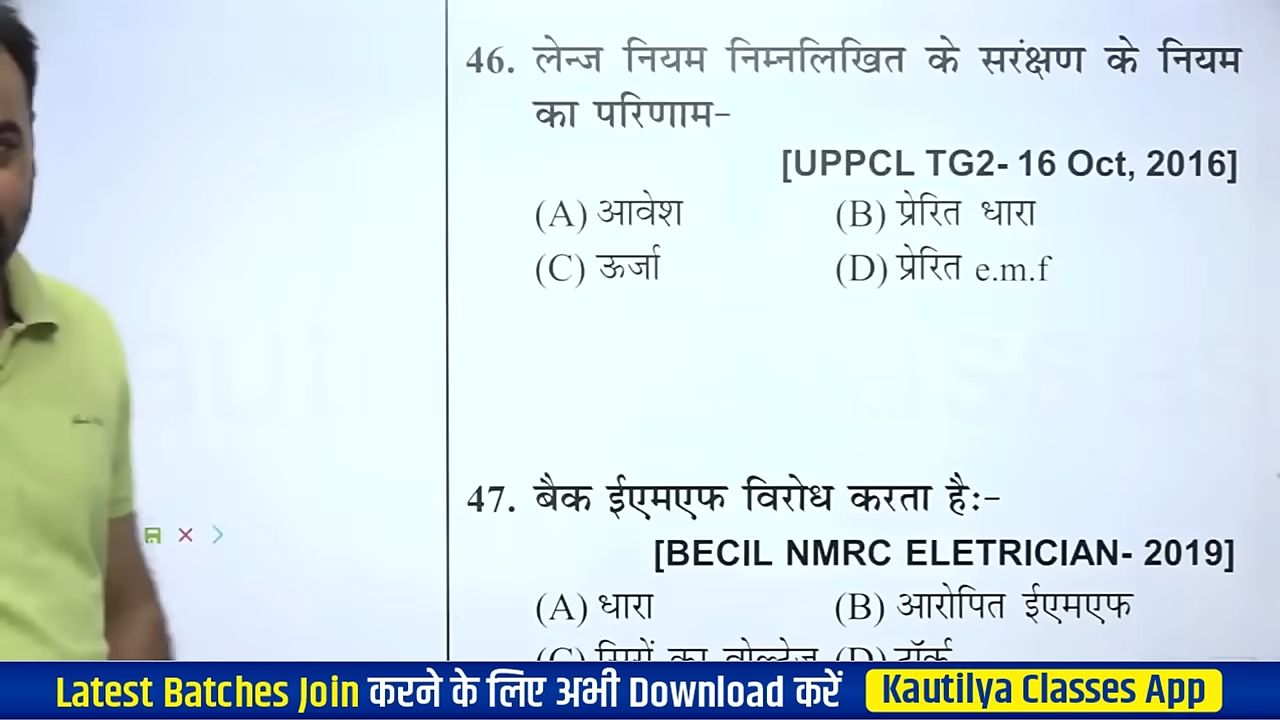 46. लेन्ज नियम निम्नलिखित के सरंक्षण के नियम
का परिणाम-
[UPPCL TG2- 16 Oct, 2016]
(A) आवेश (B) प्रेरित धारा
(C) ऊर्जा (D) प्रेरित e.m.f
47. बैक ईएमएफ विरोध करता है:-
[BECIL NMRC ELETRICIAN- 2019]
(A) धारा (B) आरोपित ईएमएफ
(C) सिरों का वोल्टेज (D) टॉर्क
Latest Batches Join करने के लिए अभी Download करें Kautilya Classes App